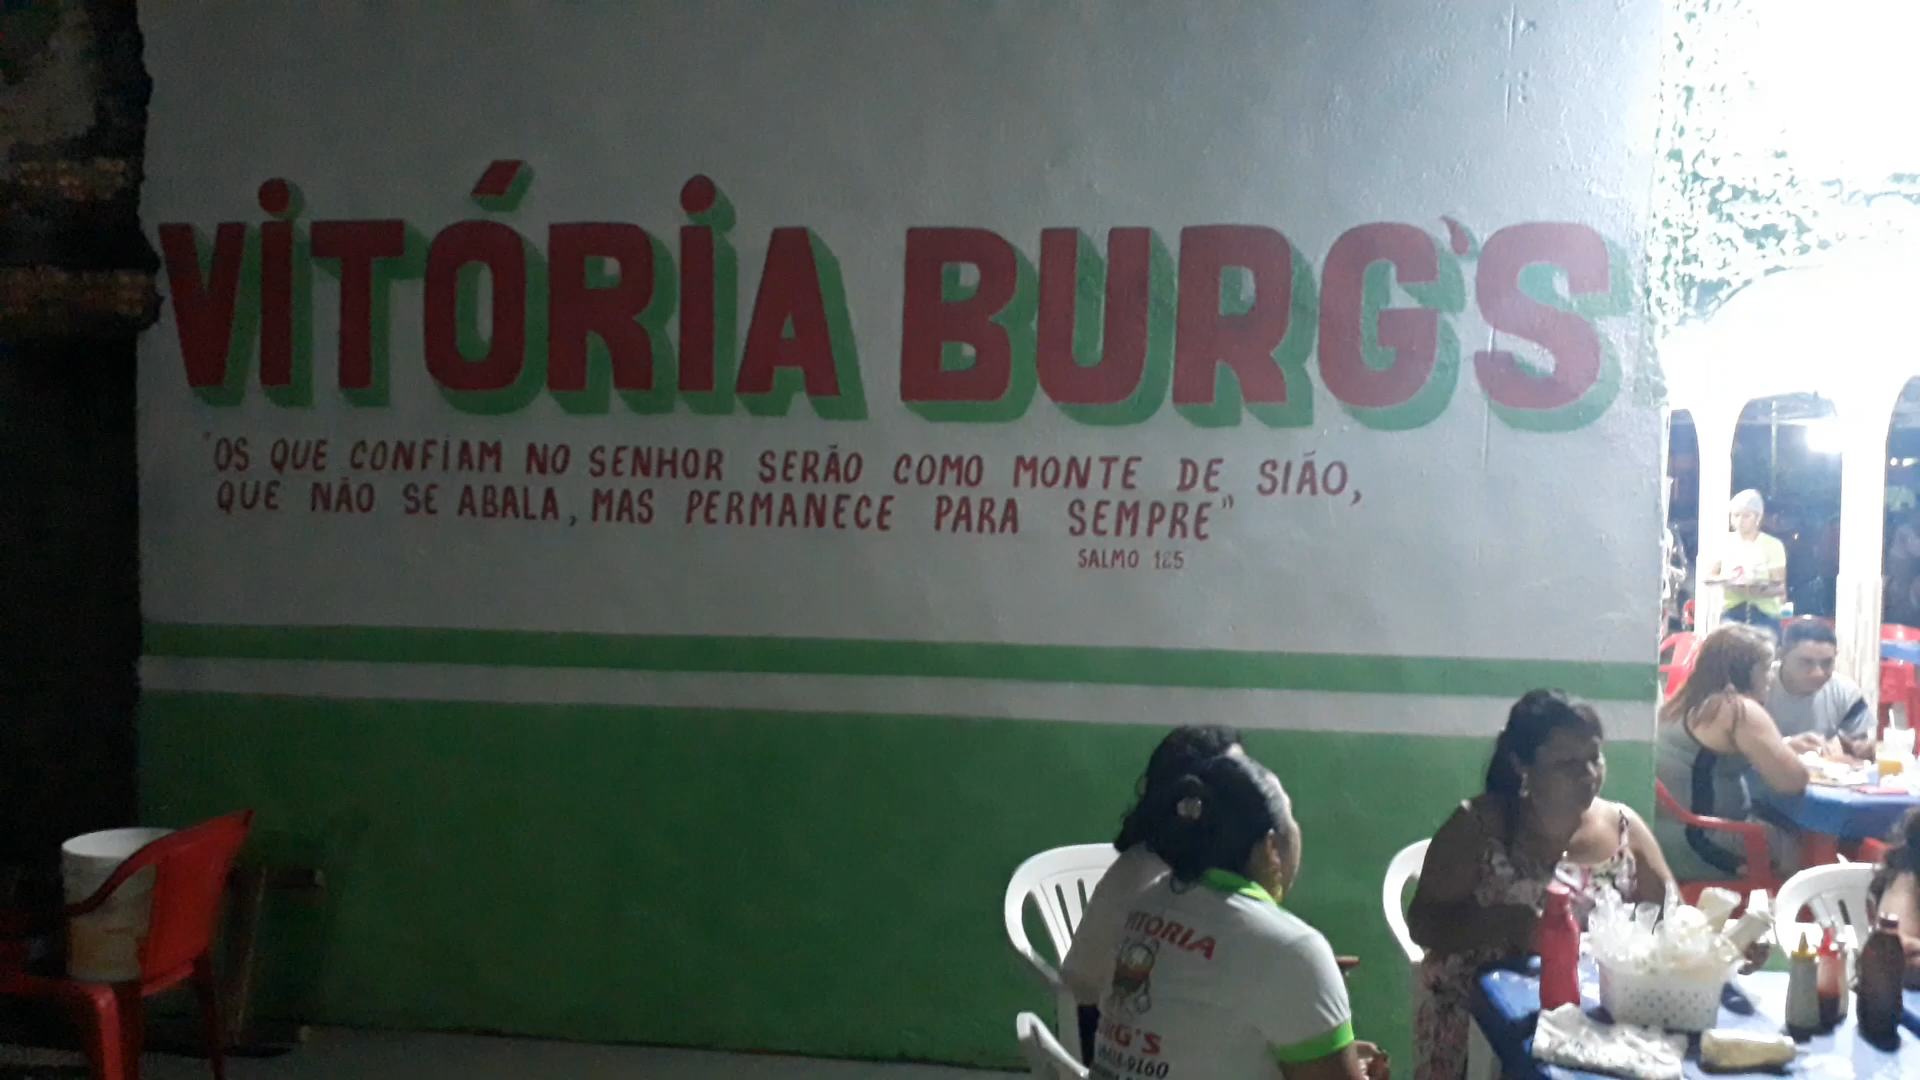 VITÓRIA BURG'S
"OS QUE CONFIAM NO SENHOR SERÃO COMO MONTE DE SIÃO,
QUE NÃO SE ABALA, MAS PERMANECE PARA SEMPRE"
SALMO 125
VITÓRIA